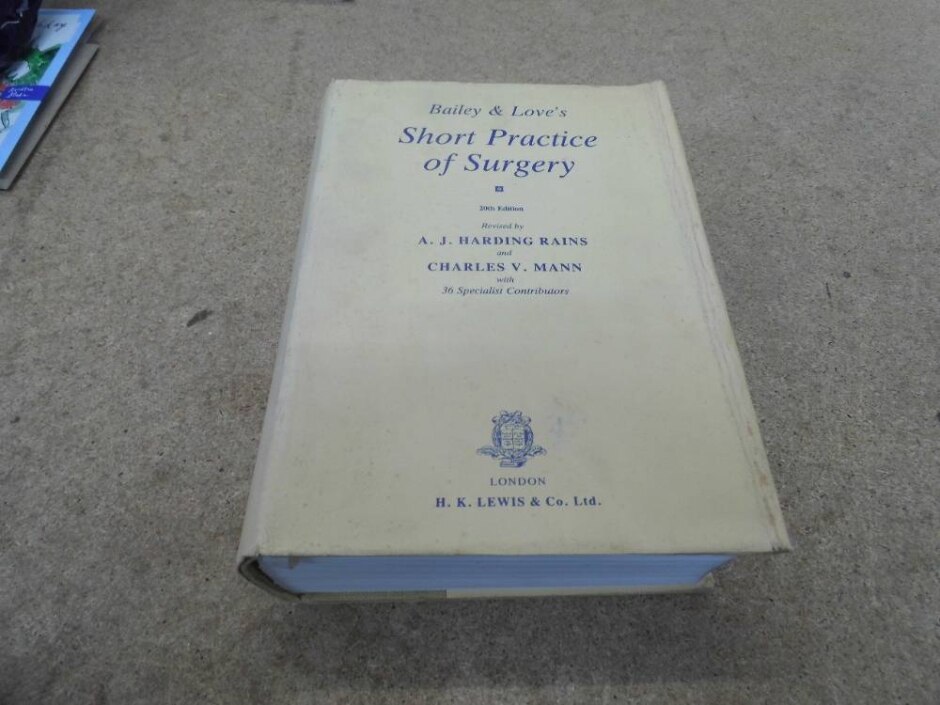 Bailey & Love's
Short Practice
of Surgery
20th Edition
Revised by
A. J. HARDING RAINS
and
CHARLES V. MANN
with
36 Specialist Contributors
LONDON
H. K. LEWIS & Co. Ltd.